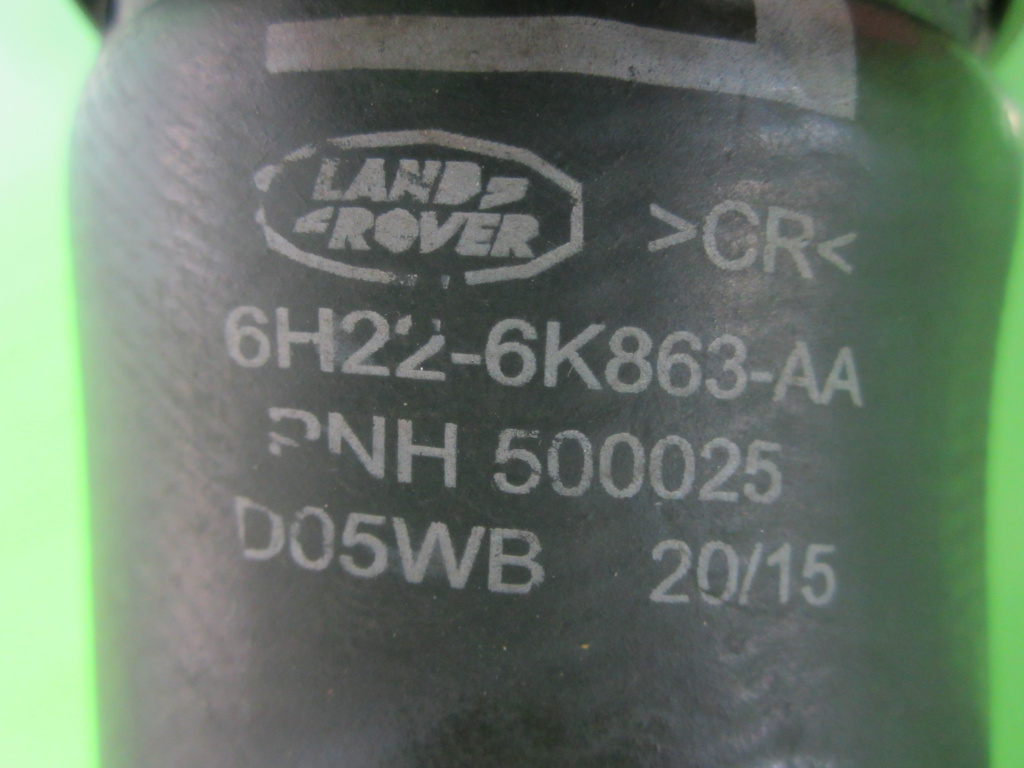 LAND
ROVER
>CR<
6H22-6K863-AA
PNH 500025
D05WB 20/15